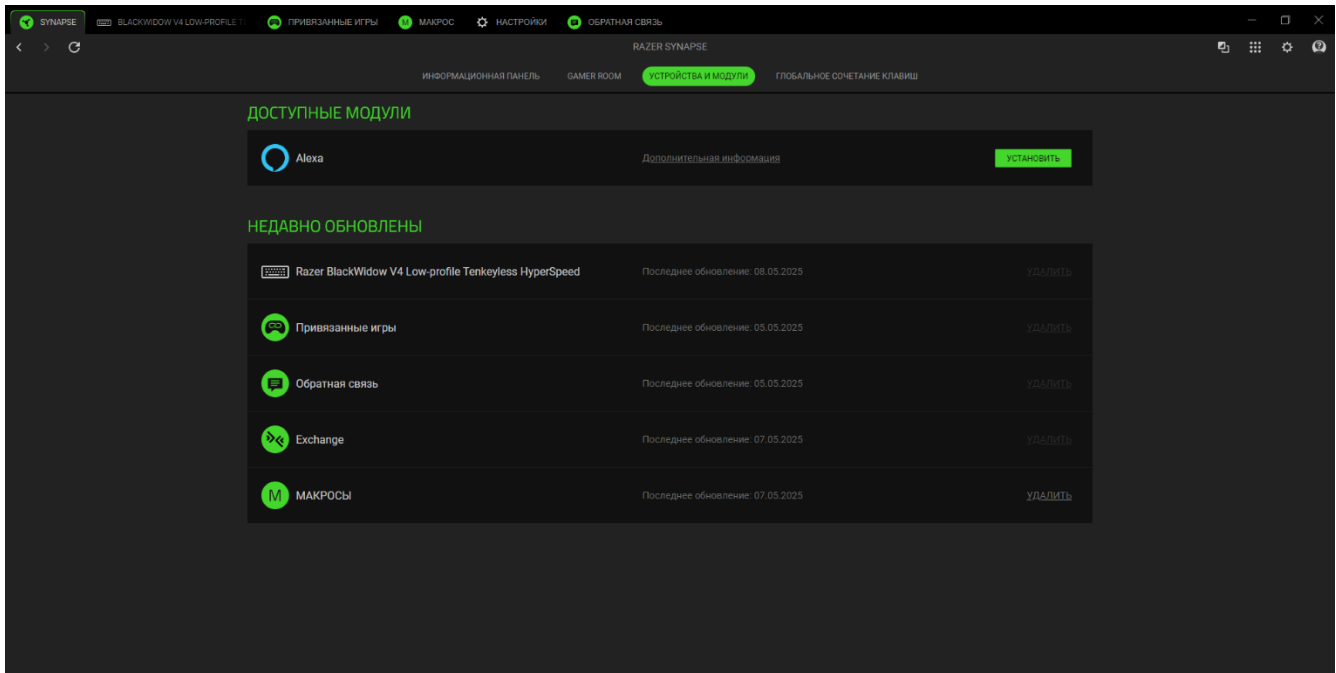 SYNAPSE BLACKWIDOW V4 LOW-PROFILE ПРИВЯЗАННЫЕ ИГРЫ M МАКРОС НАСТРОЙКИ ОБРАТНАЯ СВЯЗЬ
RAZER SYNAPSE
ИНФОРМАЦИОННАЯ ПАНЕЛЬ GAMER ROOM УСТРОЙСТВА И МОДУЛИ ГЛОБАЛЬНОЕ СОЧЕТАНИЕ КЛАВИШ
ДОСТУПНЫЕ МОДУЛИ
Alexa Дополнительная информация УСТАНОВИТЬ
НЕДАВНО ОБНОВЛЕНЫ
Razer BlackWidow V4 Low-profile Tenkeyless HyperSpeed Последнее обновление: 08.05.2025 УДАЛИТЬ
Привязанные игры Последнее обновление: 05.05.2025 УДАЛИТЬ
Обратная связь Последнее обновление: 05.05.2025 УДАЛИТЬ
Exchange Последнее обновление: 07.05.2025 УДАЛИТЬ
M МАКРОСЫ Последнее обновление: 07.05.2025 УДАЛИТЬ